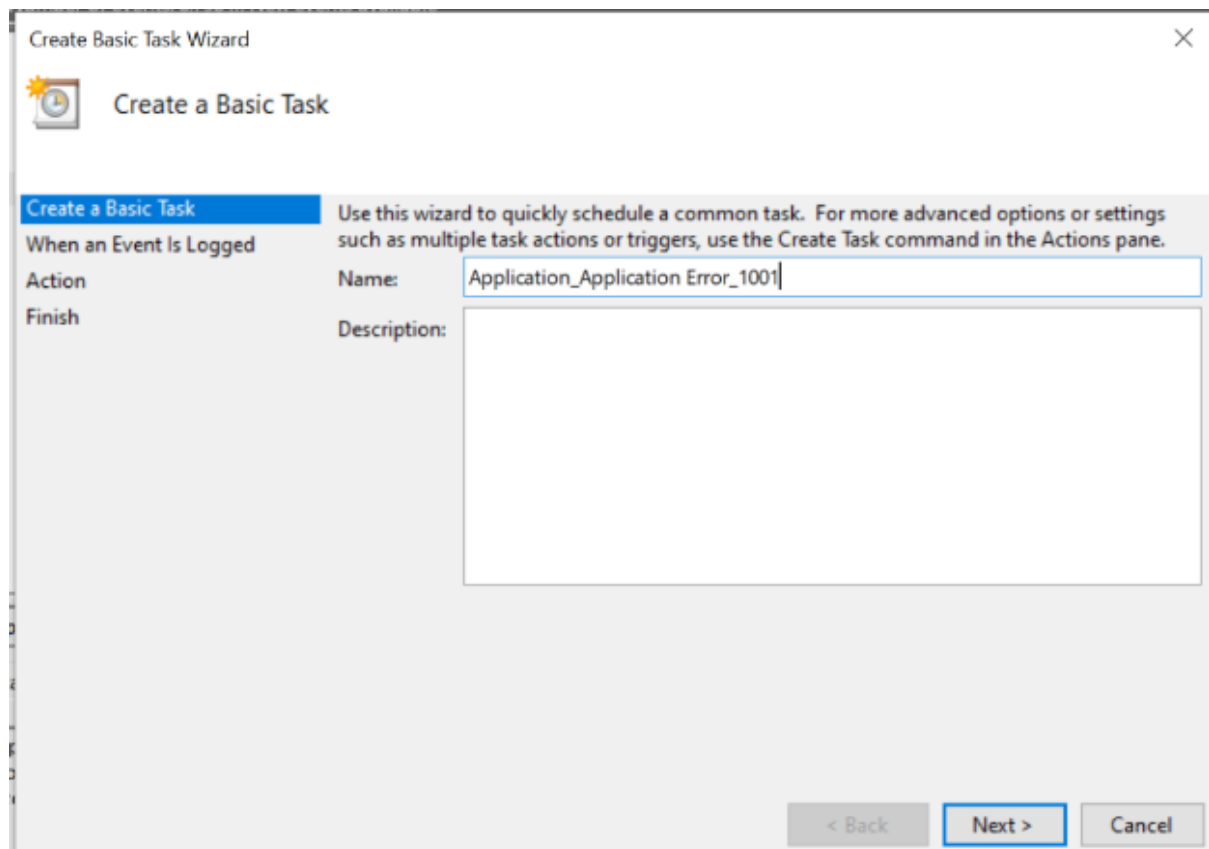 Create Basic Task Wizard
Create a Basic Task
Create a Basic Task
When an Event Is Logged
Action
Finish
Use this wizard to quickly schedule a common task.  For more advanced options or settings
such as multiple task actions or triggers, use the Create Task command in the Actions pane.
Name:
Application_Application Error_1001
Description:
< Back
Next >
Cancel